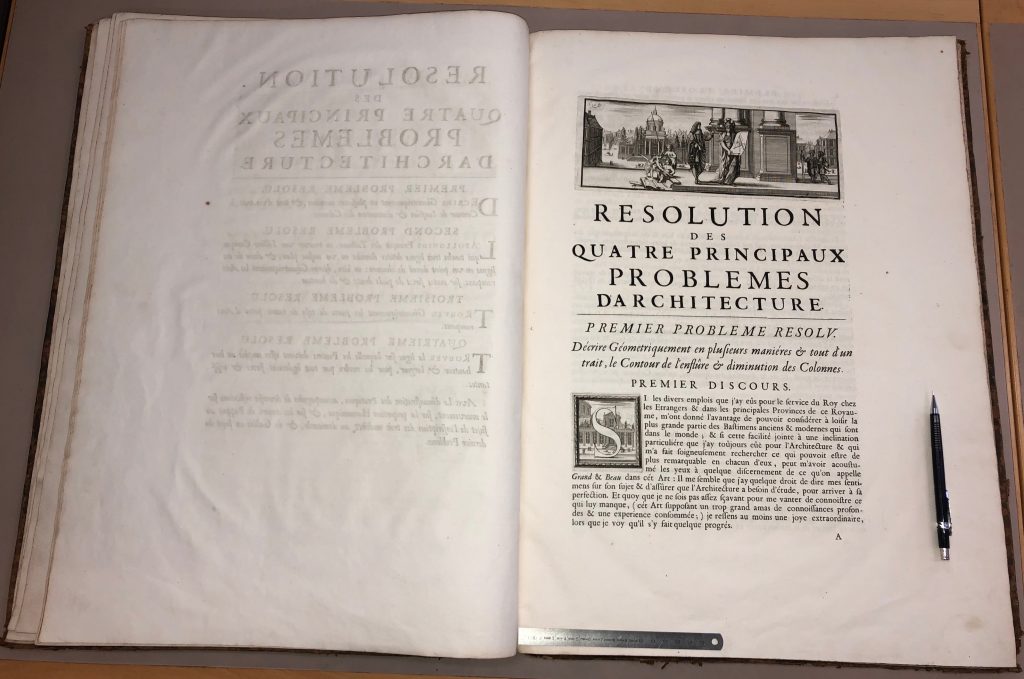 RESOLUTION
DES
QUATRE PRINCIPAUX
PROBLEMES
D'ARCHITECTURE.
PREMIER PROBLEME RESOLV.
Décrire Géometriquement en pluſieurs maniéres & tout d'un
trait, le Contour de l'enflûre & diminution des Colonnes.
PREMIER DISCOURS.
SI les divers emplois que j'ay eûs pour le ſervice du Roy chez
les Etrangers & dans les principales Provinces de ce Royau-
me, m'ont donné l'avantage de pouvoir conſidérer à loiſir la
plus grande partie des Baſtimens anciens & modernes qui ſont
dans le monde ; & ſi cette facilité jointe à une inclination
particuliére que j'ay toûjours eûë pour l'Architecture & qui
m'a fait ſoigneuſement rechercher ce qui pouvoit eſtre de
plus remarquable en chacun d'eux, peut m'avoir acouſtu-
mé les yeux à quelque diſcernement de ce qu'on appelle
Grand & Beau dans cét Art : Il me ſemble que j'ay quelque droit de dire mes ſenti-
mens ſur ſon ſujet & d'aſſûrer que l'Architecture a beſoin d'étude, pour arriver à ſa
perfection. Et quoy que je ne ſois pas aſſez ſçavant pour me vanter de connoiſtre ce
qui luy manque, ( cét Art ſuppoſant un trop grand amas de connoiſſances profon-
des & une experience conſommée ; ) je reſſens au moins une joye extraordinaire,
lors que je voy qu'il s'y fait quelque progrés.
A